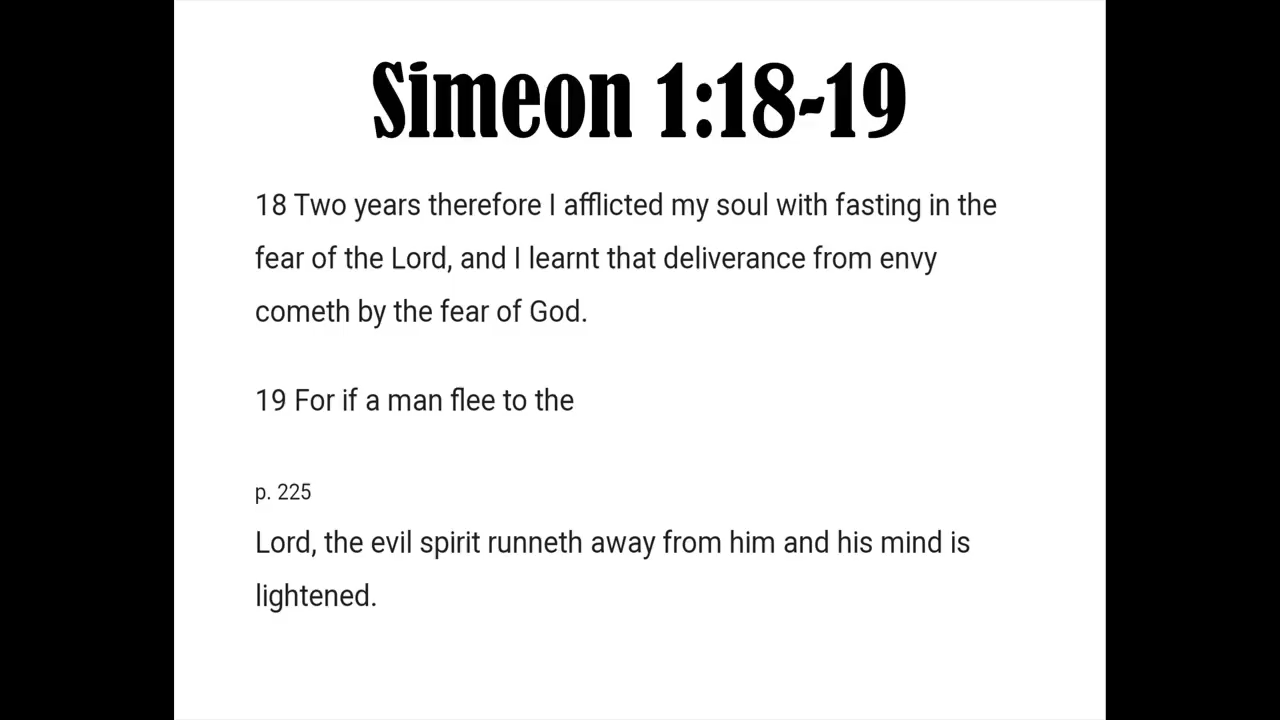 Simeon 1:18-19
18 Two years therefore I afflicted my soul with fasting in the
fear of the Lord, and I learnt that deliverance from envy
cometh by the fear of God.
19 For if a man flee to the
p. 225
Lord, the evil spirit runneth away from him and his mind is
lightened.